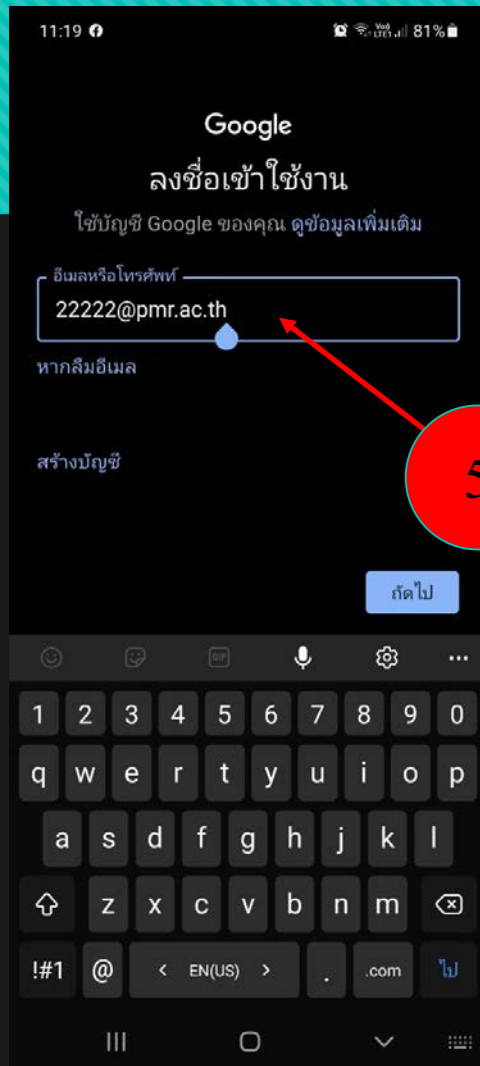 11:19 81%
Google
ลงชื่อเข้าใช้งาน
ใช้บัญชี Google ของคุณ ดูข้อมูลเพิ่มเติม
อีเมลหรือโทรศัพท์
22222@pmr.ac.th
หากลืมอีเมล
สร้างบัญชี
5
ถัดไป
GIF
1 2 3 4 5 6 7 8 9 0
q w e r t y u i o p
a s d f g h j k l
z x c v b n m
!#1 @ < EN(US) > . .com ไป